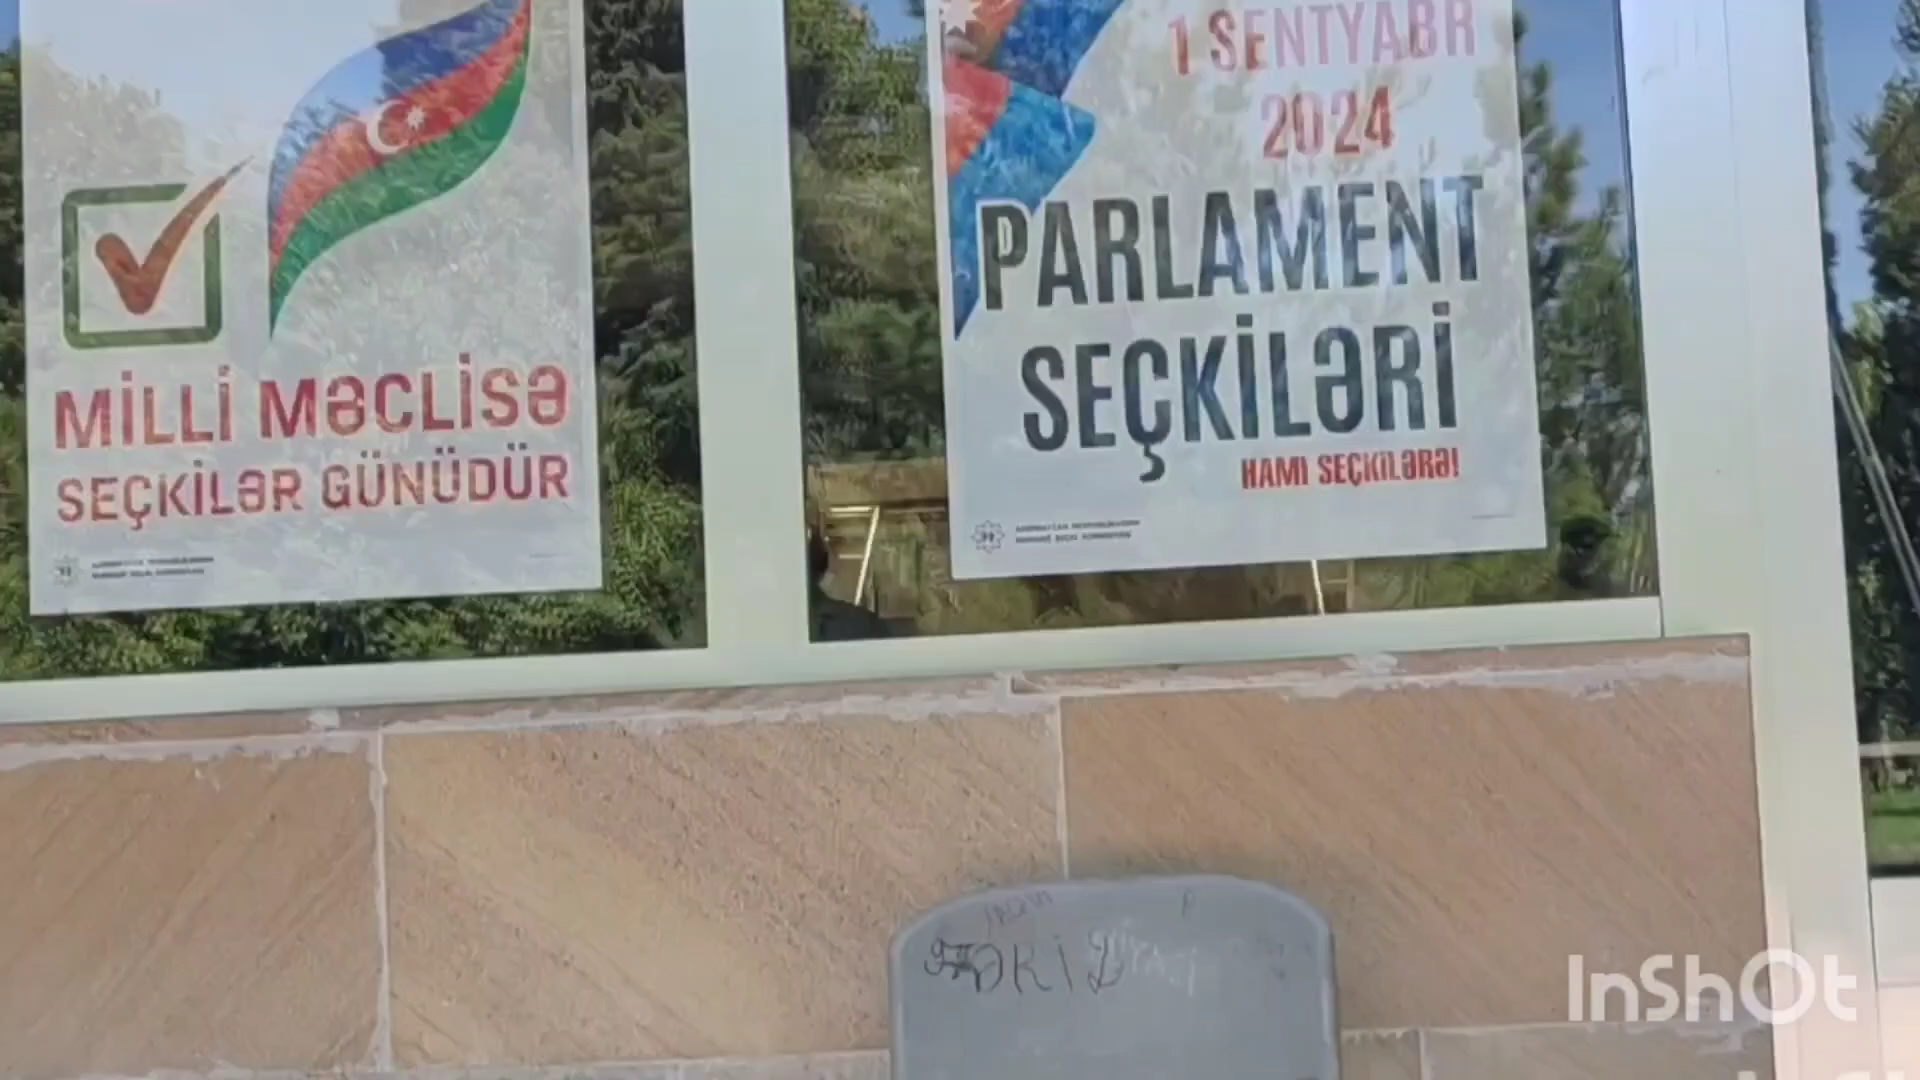 MİLLİ MƏCLİSƏ
SEÇKİLƏR GÜNÜDÜR
1 SENTYABR
2024
PARLAMENT
SEÇKİLƏRİ
HAMI SEÇKİLƏRƏ!
InShOt